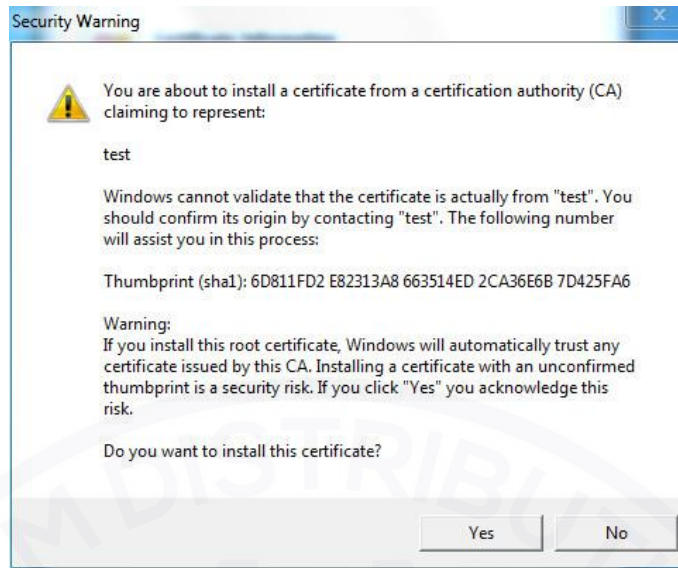 Security Warning
You are about to install a certificate from a certification authority (CA)
claiming to represent:
test
Windows cannot validate that the certificate is actually from "test". You
should confirm its origin by contacting "test". The following number
will assist you in this process:
Thumbprint (sha1): 6D811FD2 E82313A8 663514ED 2CA36E6B 7D425FA6
Warning:
If you install this root certificate, Windows will automatically trust any
certificate issued by this CA. Installing a certificate with an unconfirmed
thumbprint is a security risk. If you click "Yes" you acknowledge this
risk.
Do you want to install this certificate?
M DISTRIBU
Yes
No